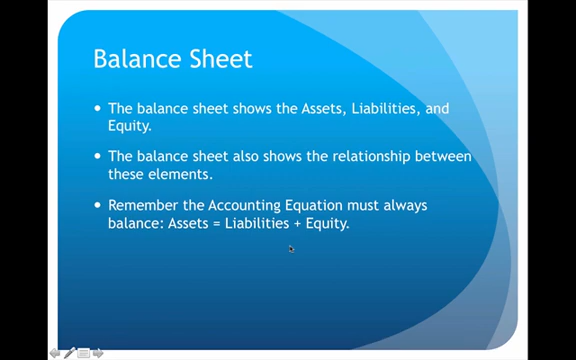 Balance Sheet
• The balance sheet shows the Assets, Liabilities, and
Equity.
• The balance sheet also shows the relationship between
these elements.
• Remember the Accounting Equation must always
balance: Assets = Liabilities + Equity.